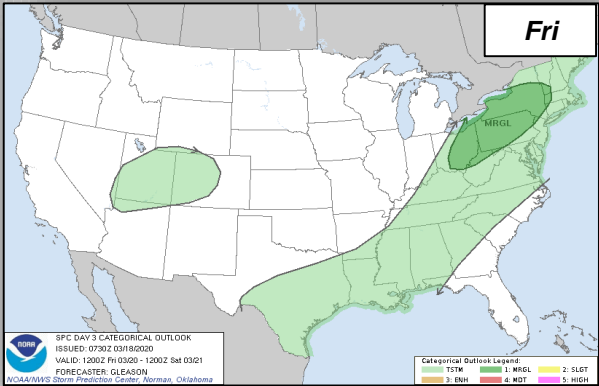 Fri
MRGL
SPC DAY 3 CATEGORICAL OUTLOOK
ISSUED: 0730Z 03/18/2020
VALID: 1200Z Fri 03/20 - 1200Z Sat 03/21
FORECASTER: GLEASON
NOAA/NWS Storm Prediction Center, Norman, Oklahoma
NOAA
Categorical Outlook Legend:
TSTM 1: MRGL 2: SLGT
3: ENH 4: MDT 5: HIGH